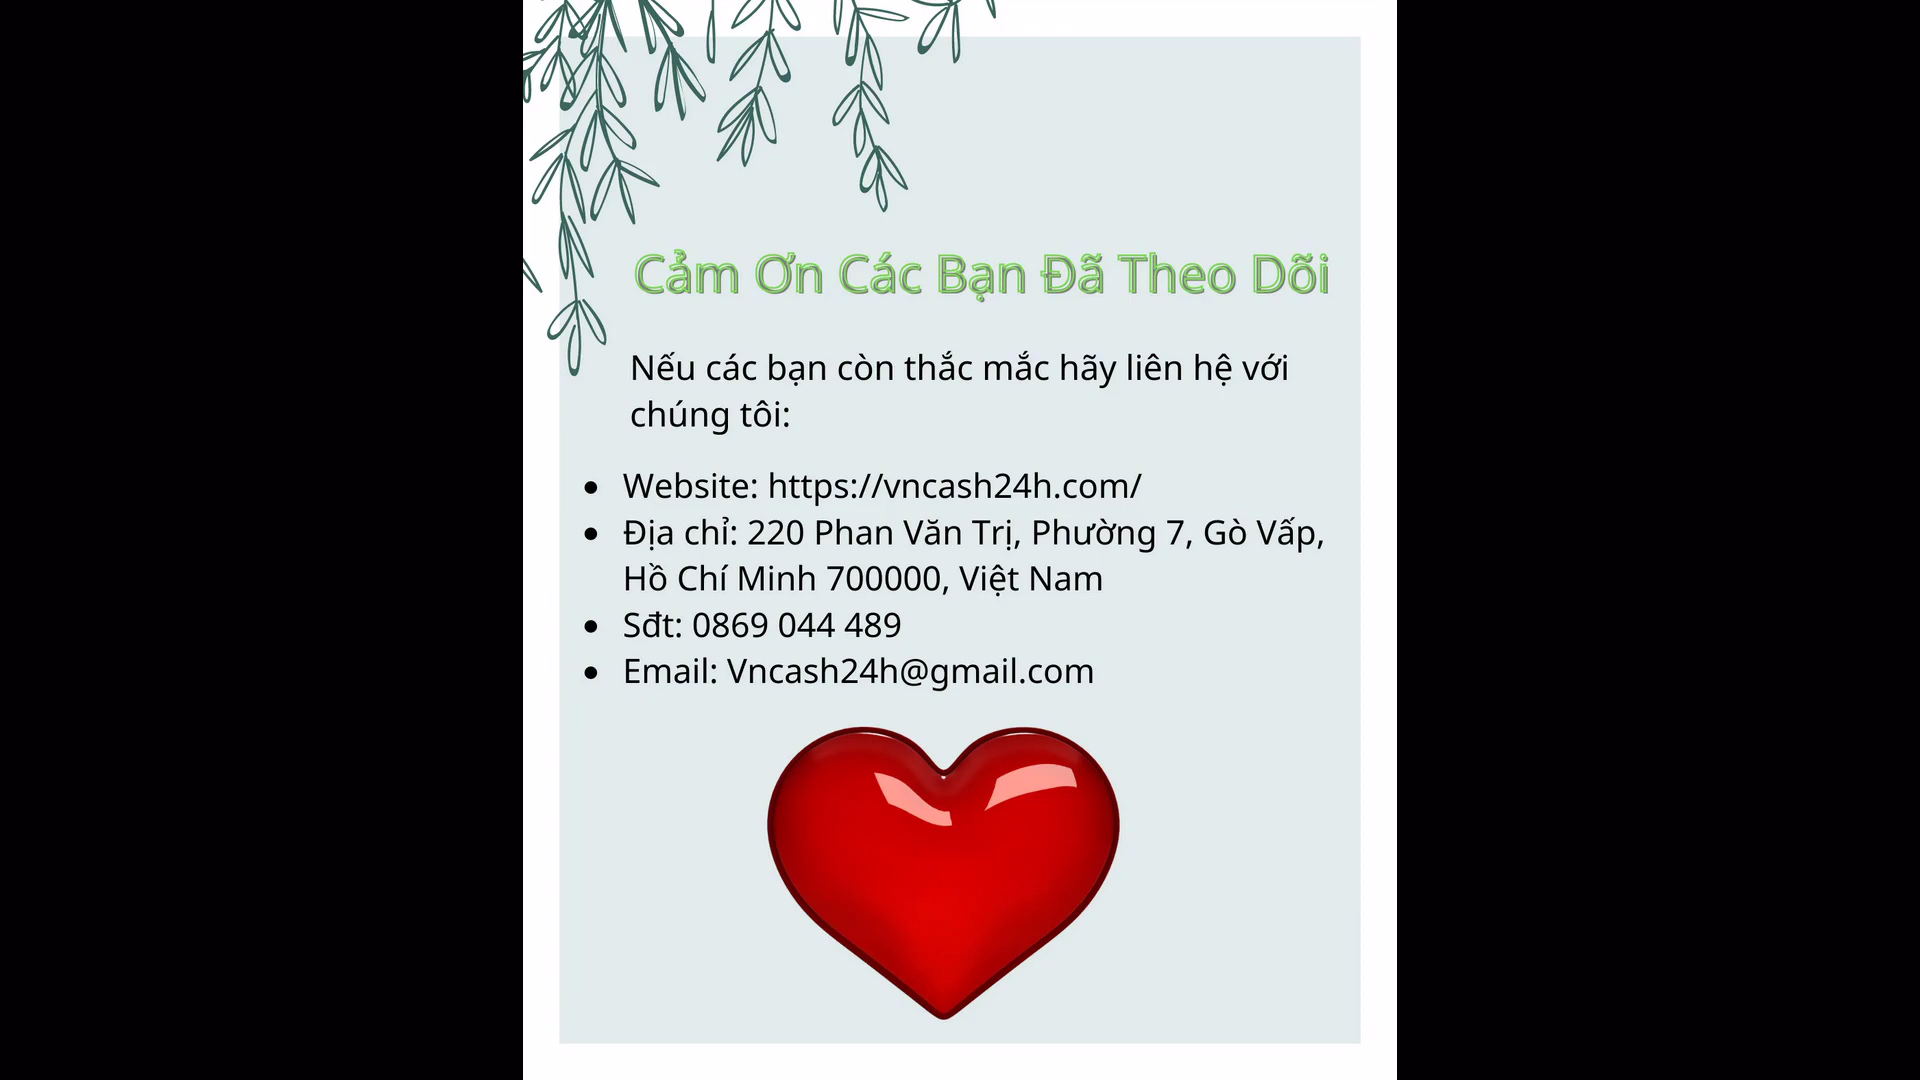 Cảm Ơn Các Bạn Đã Theo Dõi
Nếu các bạn còn thắc mắc hãy liên hệ với
chúng tôi:
• Website: https://vncash24h.com/
• Địa chỉ: 220 Phan Văn Trị, Phường 7, Gò Vấp,
Hồ Chí Minh 700000, Việt Nam
• Sđt: 0869 044 489
• Email: Vncash24h@gmail.com